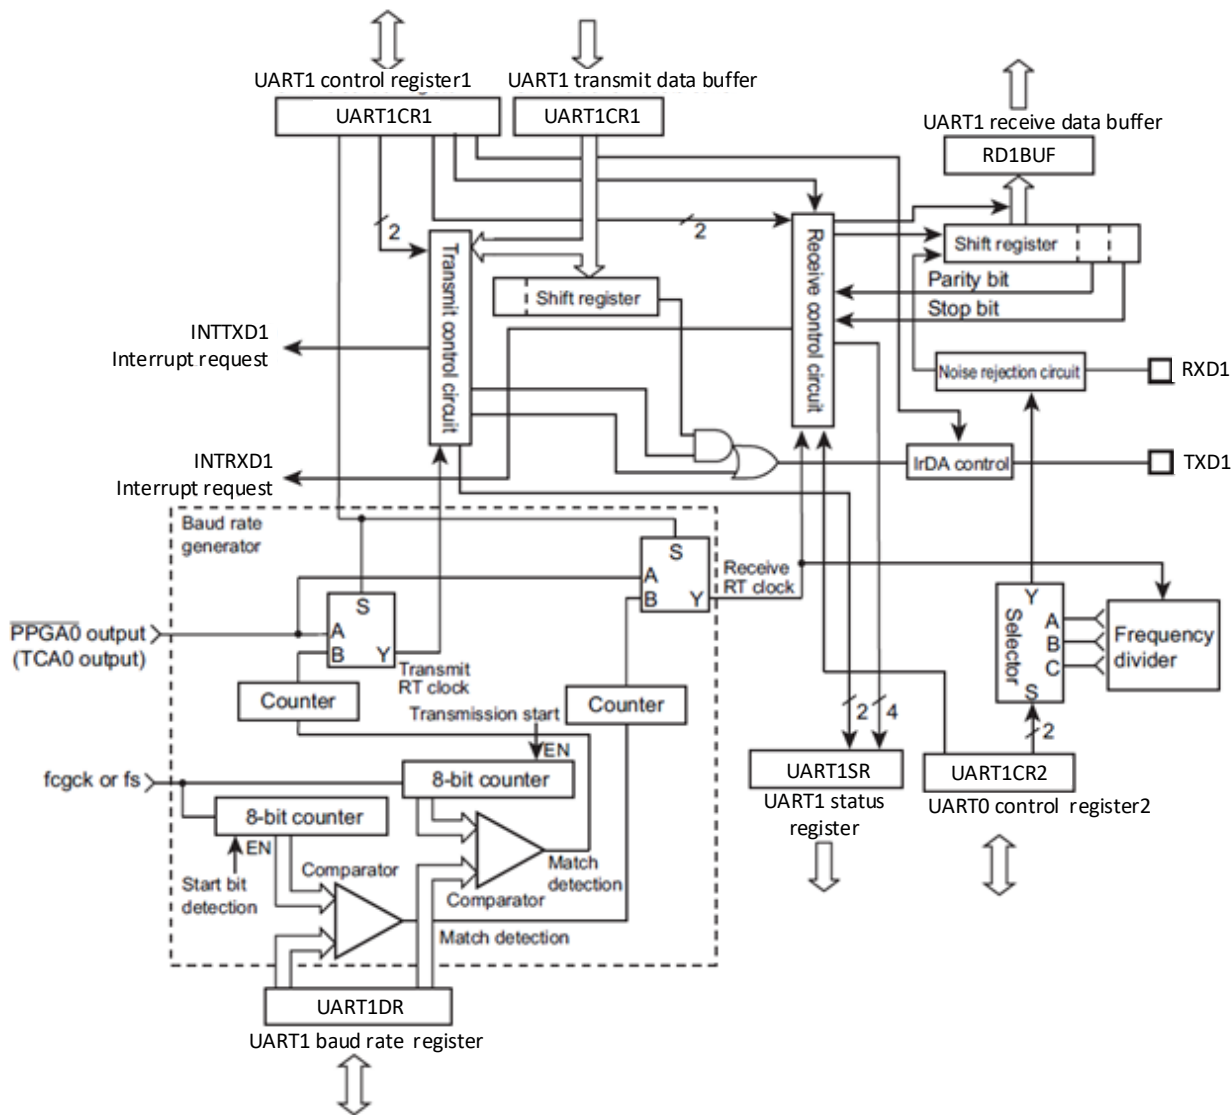 UART1 control register1
UART1 transmit data buffer
UART1CR1
UART1CR1
UART1 receive data buffer
RD1BUF
2
2
Transmit control circuit
Receive control circuit
Shift register
Shift register
Parity bit
Stop bit
INTTXD1
Interrupt request
Noise rejection circuit
RXD1
INTRXD1
Interrupt request
IrDA control
TXD1
Baud rate
generator
S
A
B
Y
Receive
RT clock
S
A
B
Y
PPGA0 output
(TCA0 output)
Transmit
RT clock
Y
A
B
C
S
Selector
Frequency
divider
Counter
Counter
Transmission start
EN
2
4
2
fcgck or fs
8-bit counter
8-bit counter
EN
UART1SR
UART1 status
register
UART1CR2
UART0 control register2
Start bit
detection
Comparator
Match
detection
Comparator
Match detection
UART1DR
UART1 baud rate register